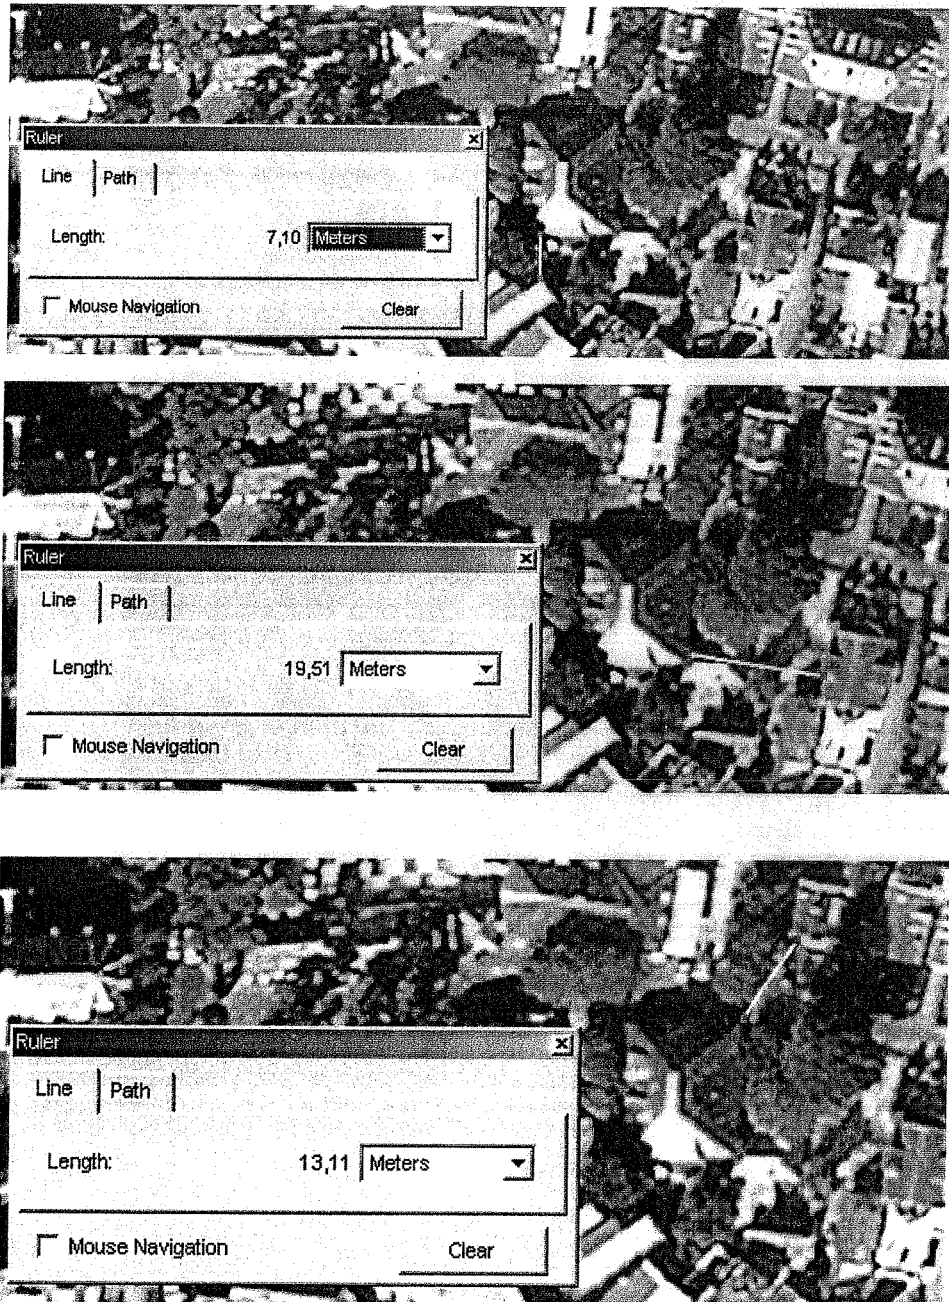 Ruler
Line Path
Length: 7,10 Meters
Mouse Navigation Clear
Ruler
Line Path
Length: 19,51 Meters
Mouse Navigation Clear
Ruler
Line Path
Length: 13,11 Meters
Mouse Navigation Clear